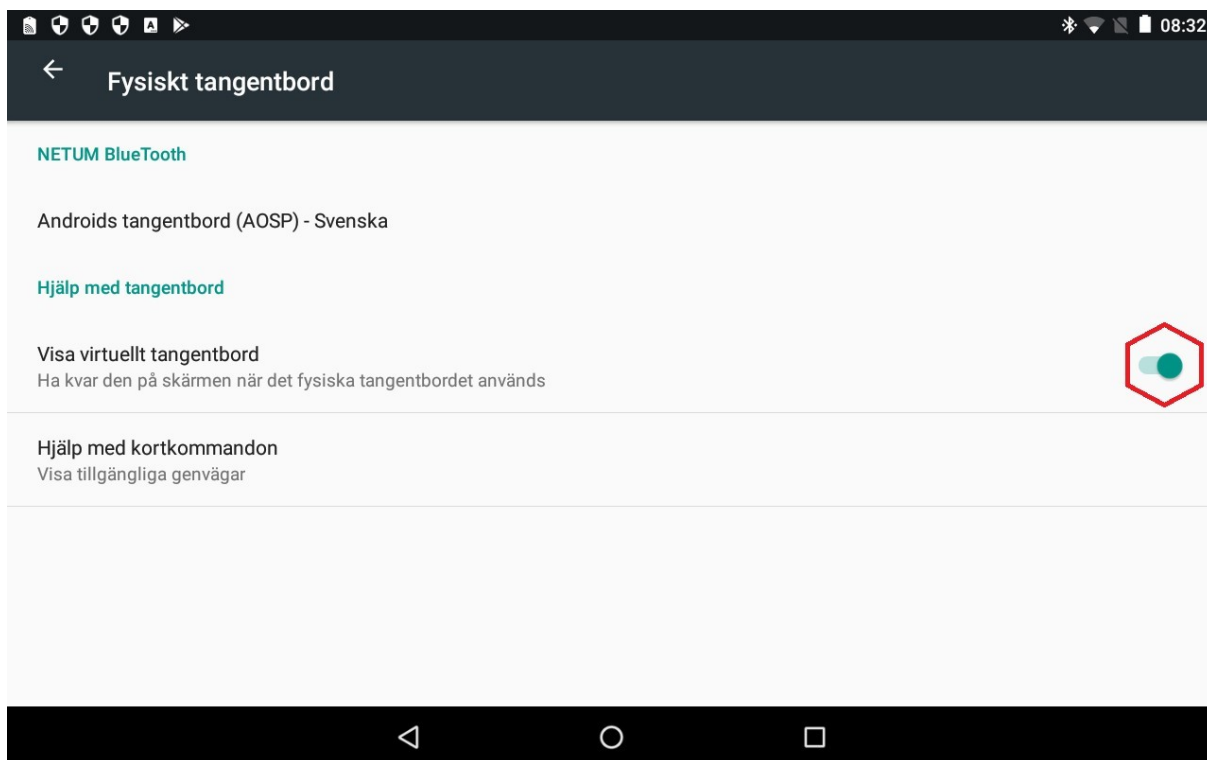 08:32
Fysiskt tangentbord
NETUM BlueTooth
Androids tangentbord (AOSP) - Svenska
Hjälp med tangentbord
Visa virtuellt tangentbord
Ha kvar den på skärmen när det fysiska tangentbordet används
Hjälp med kortkommandon
Visa tillgängliga genvägar